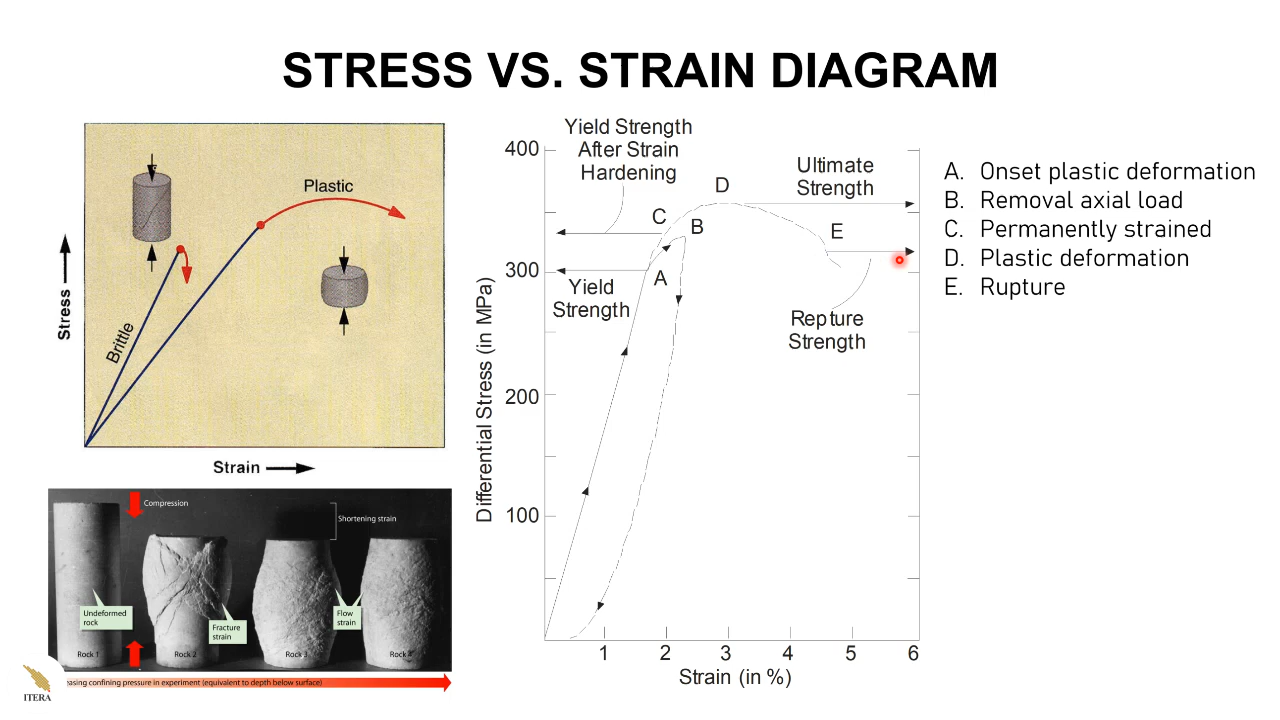 STRESS VS. STRAIN DIAGRAM
Plastic
Brittle
Stress
Strain
Compression
Shortening strain
Undeformed
rock
Fracture
strain
Flow
strain
Rock 1
Rock 2
Rock 3
Rock
easing confining pressure in experiment (equivalent to depth below surface)
ITERA
Yield Strength
After Strain
Hardening
Ultimate
Strength
Yield
Strength
Repture
Strength
A
B
C
D
E
400
300
200
100
Differential Stress (in MPa)
1
2
3
4
5
6
Strain (in %)
A. Onset plastic deformation
B. Removal axial load
C. Permanently strained
D. Plastic deformation
E. Rupture